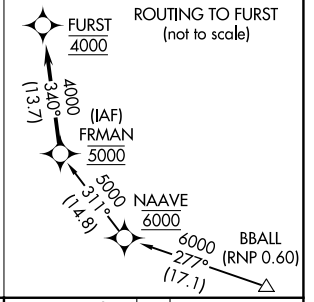 ROUTING TO FURST
(not to scale)
FURST
4000
4000
340°
(13.7)
(IAF)
FRMAN
5000
5000
311°
(14.8)
NAAVE
6000
6000
277°
(17.1)
BBALL
(RNP 0.60)